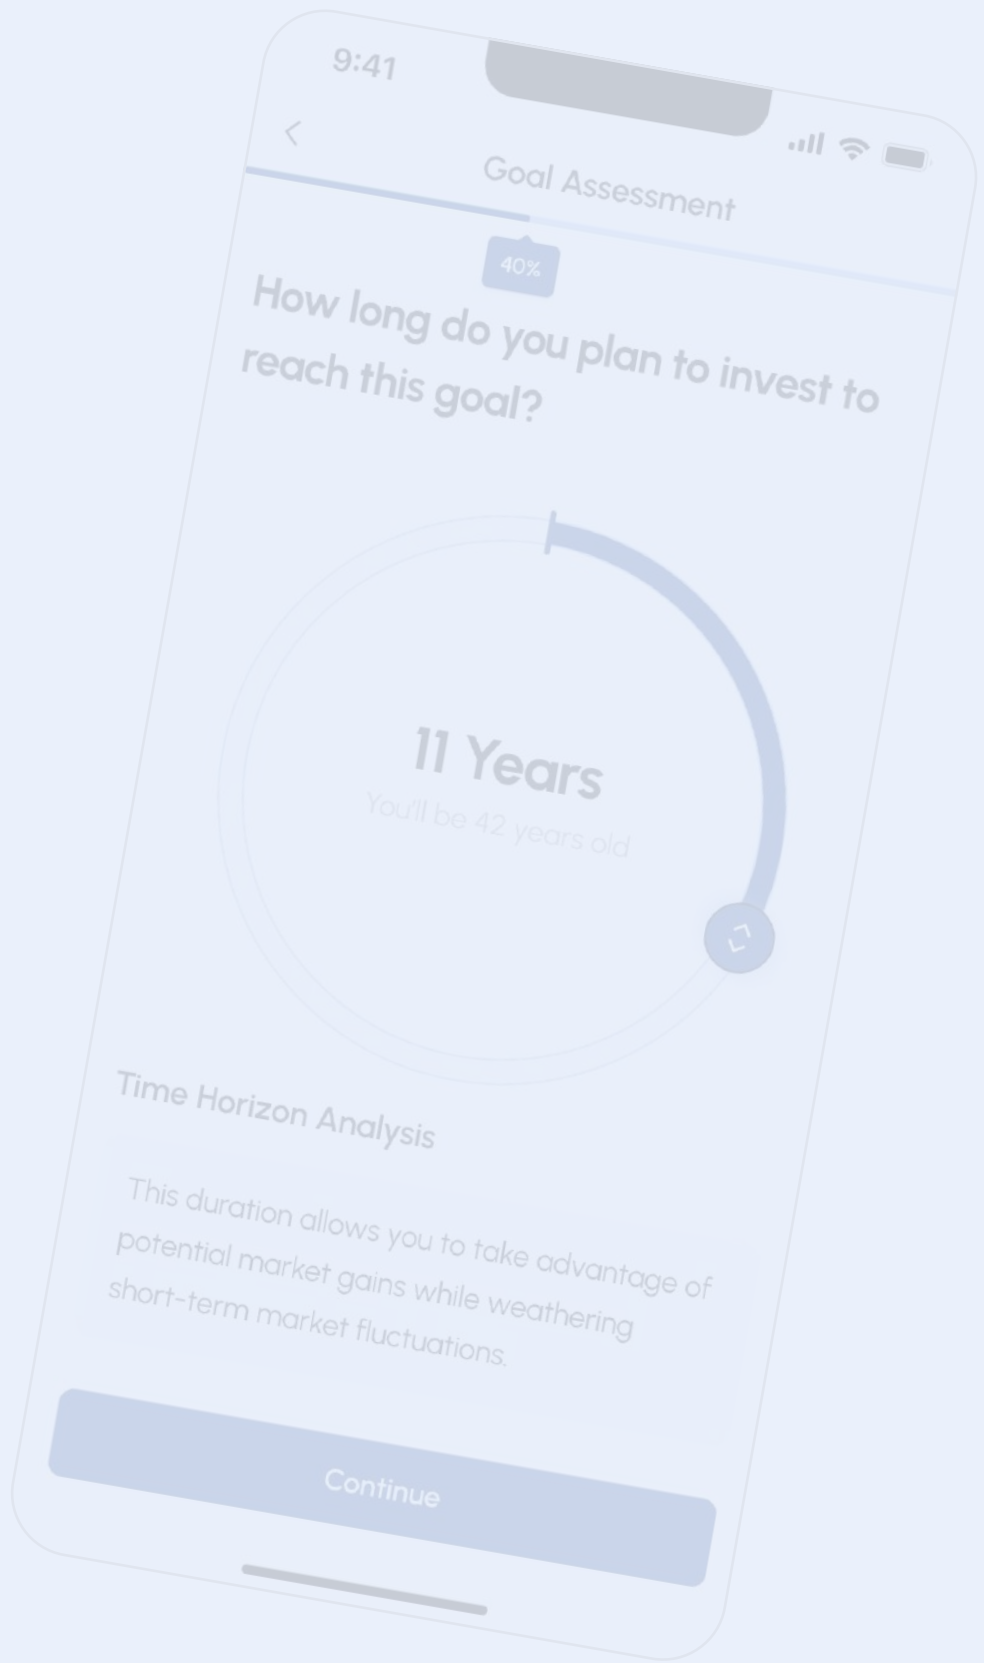 9:41
Goal Assessment
40%
How long do you plan to invest to
reach this goal?
11 Years
You'll be 42 years old
Time Horizon Analysis
This duration allows you to take advantage of
potential market gains while weathering
short-term market fluctuations.
Continue